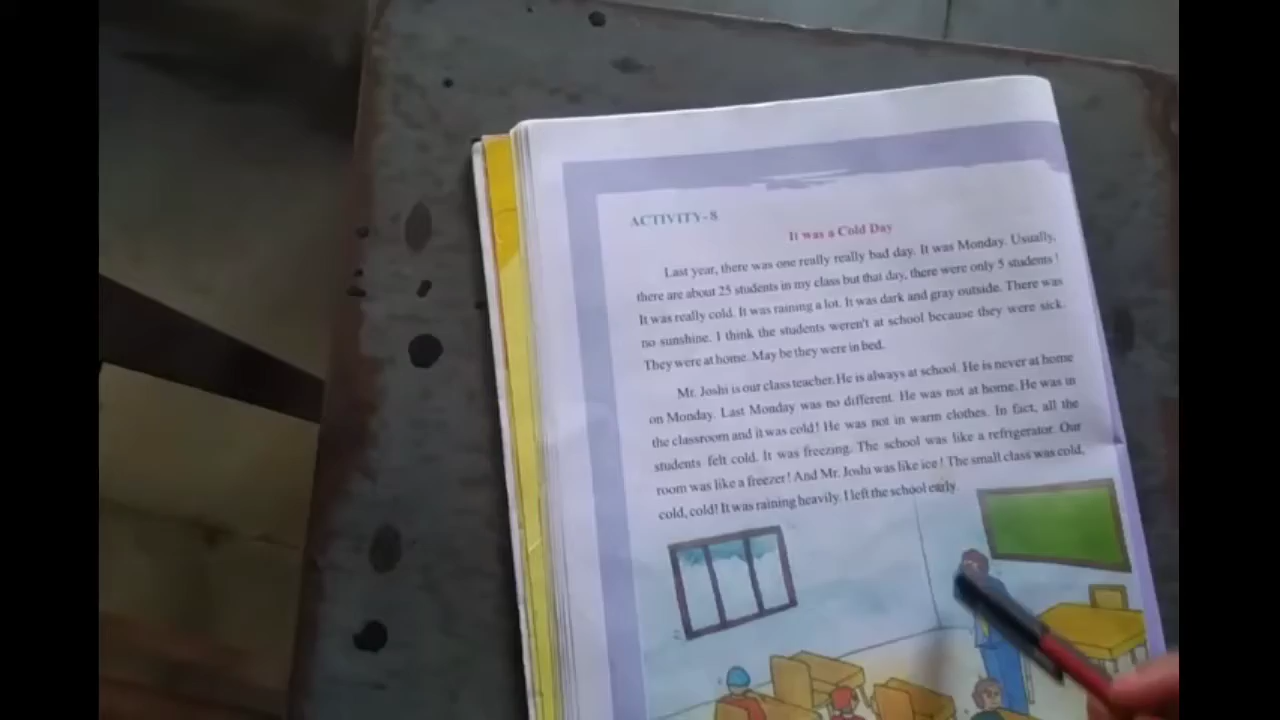 ACTIVITY-8
It was a Cold Day
Last year, there was one really really bad day. It was Monday. Usually,
there are about 25 students in my class but that day, there were only 5 students !
It was really cold. It was raining a lot. It was dark and gray outside. There was
no sunshine. I think the students weren't at school because they were sick.
They were at home. May be they were in bed.
Mr. Joshi is our class teacher. He is always at school. He is never at home
on Monday. Last Monday was no different. He was not at home. He was in
the classroom and it was cold! He was not in warm clothes. In fact, all the
students felt cold. It was freezing. The school was like a refrigerator. Our
room was like a freezer! And Mr. Joshi was like ice! The small class was cold,
cold, cold! It was raining heavily. I left the school early